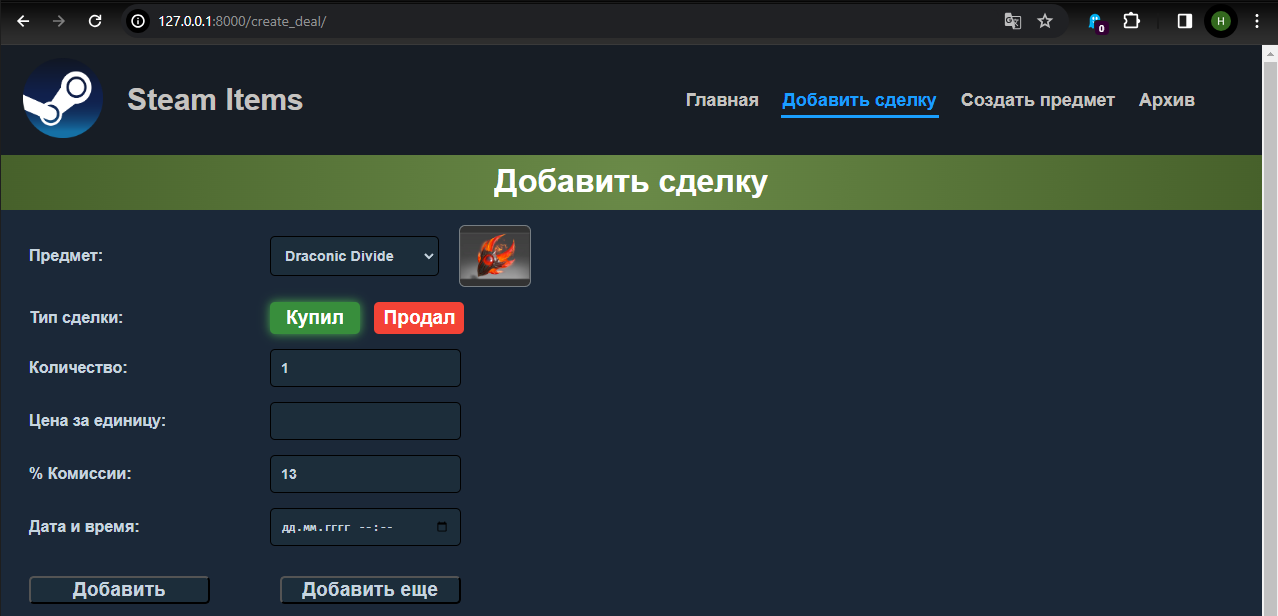 127.0.0.1:8000/create_deal/
0
H
Steam Items
Главная Добавить сделку Создать предмет Архив
Добавить сделку
Предмет: Draconic Divide
Тип сделки: Купил Продал
Количество: 1
Цена за единицу:
% Комиссии: 13
Дата и время: дд.мм.гггг --:--
Добавить Добавить еще